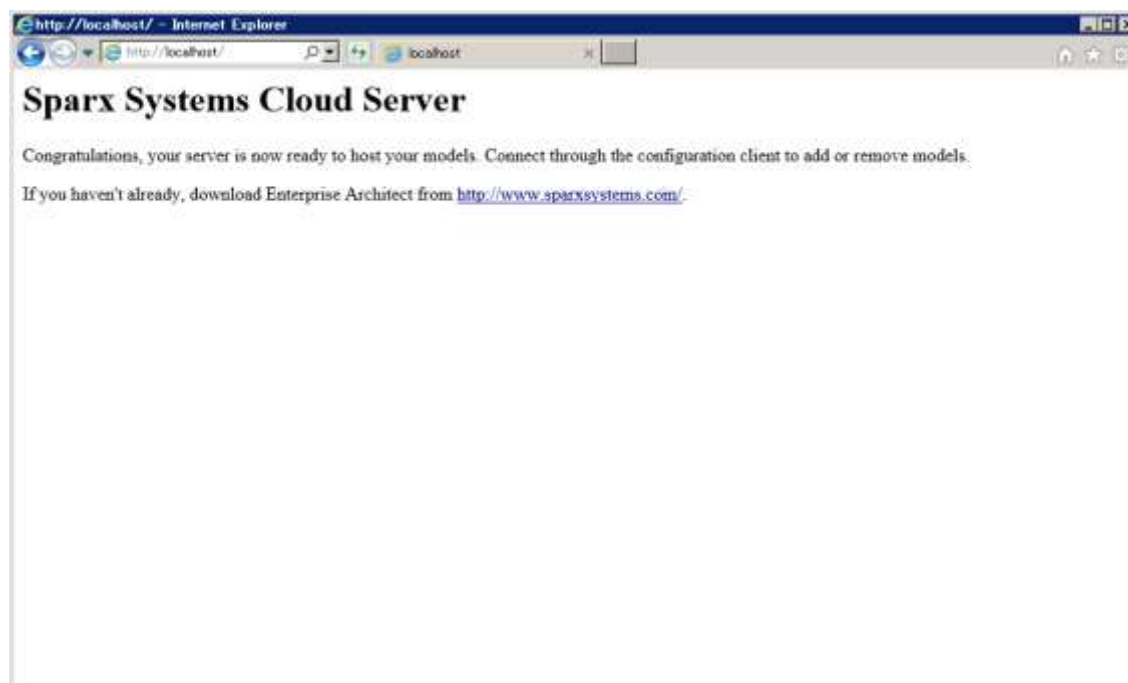 http://localhost/ - Internet Explorer
http://localhost/
localhost
Sparx Systems Cloud Server
Congratulations, your server is now ready to host your models. Connect through the configuration client to add or remove models.
If you haven't already, download Enterprise Architect from http://www.sparxsystems.com/.